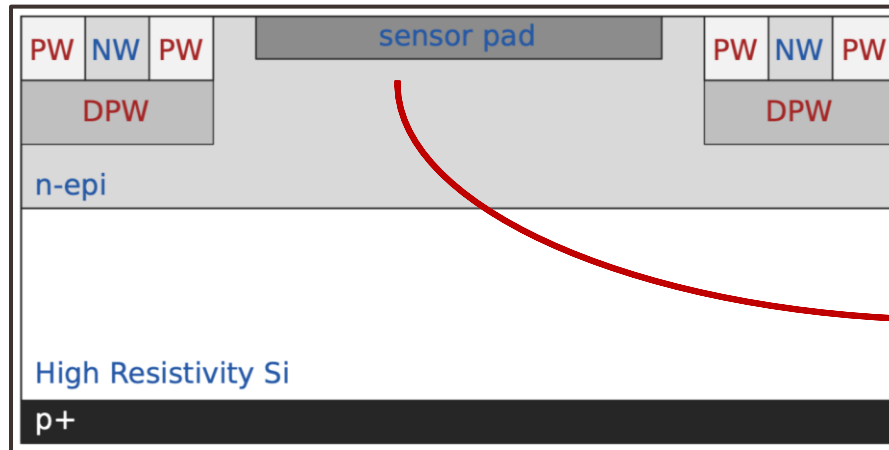 sensor pad
PW NW PW
PW NW PW
DPW
DPW
n-epi
High Resistivity Si
p+